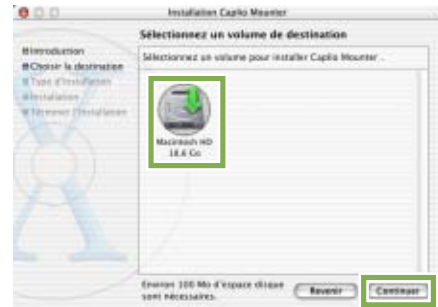 Installation Caplio Mounter
Sélectionnez un volume de destination
Introduction
Choisir la destination
Type d'installation
Installation
Terminer l'installation
Sélectionnez un volume pour installer Caplio Mounter .
Macintosh HD
18.6 Go
Environ 100 Mo d'espace disque
sont nécessaires.
Revenir
Continuer